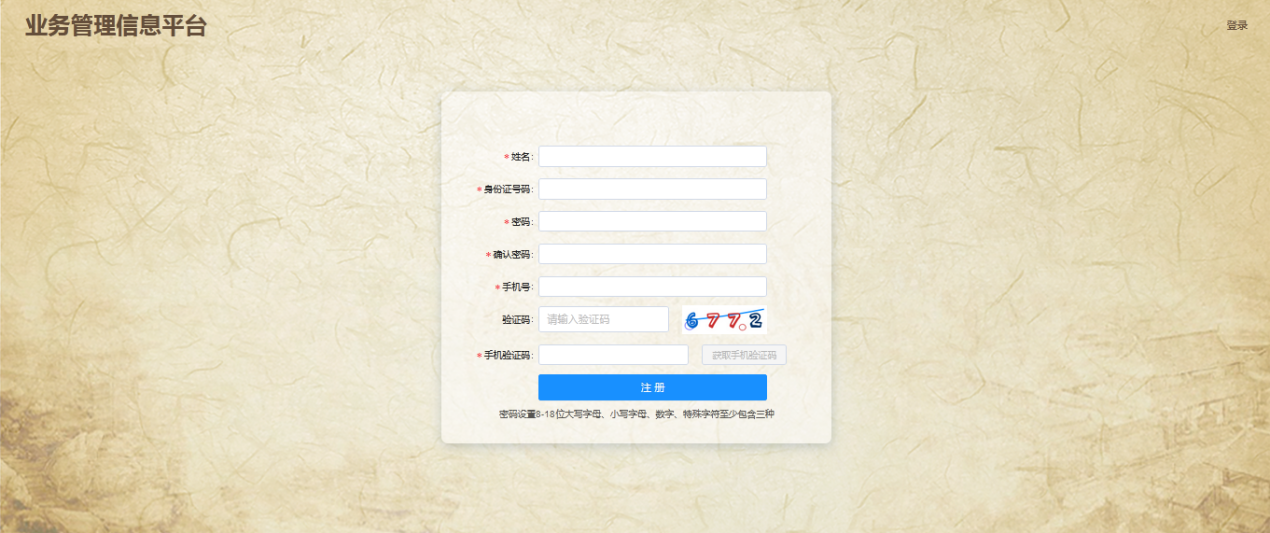 业务管理信息平台
登录
*姓名:
*身份证号码:
*密码:
*确认密码:
*手机号:
验证码: 请输入验证码 6772
*手机验证码: 获取手机验证码
注 册
密码设置8-18位大写字母、小写字母、数字、特殊字符至少包含三种